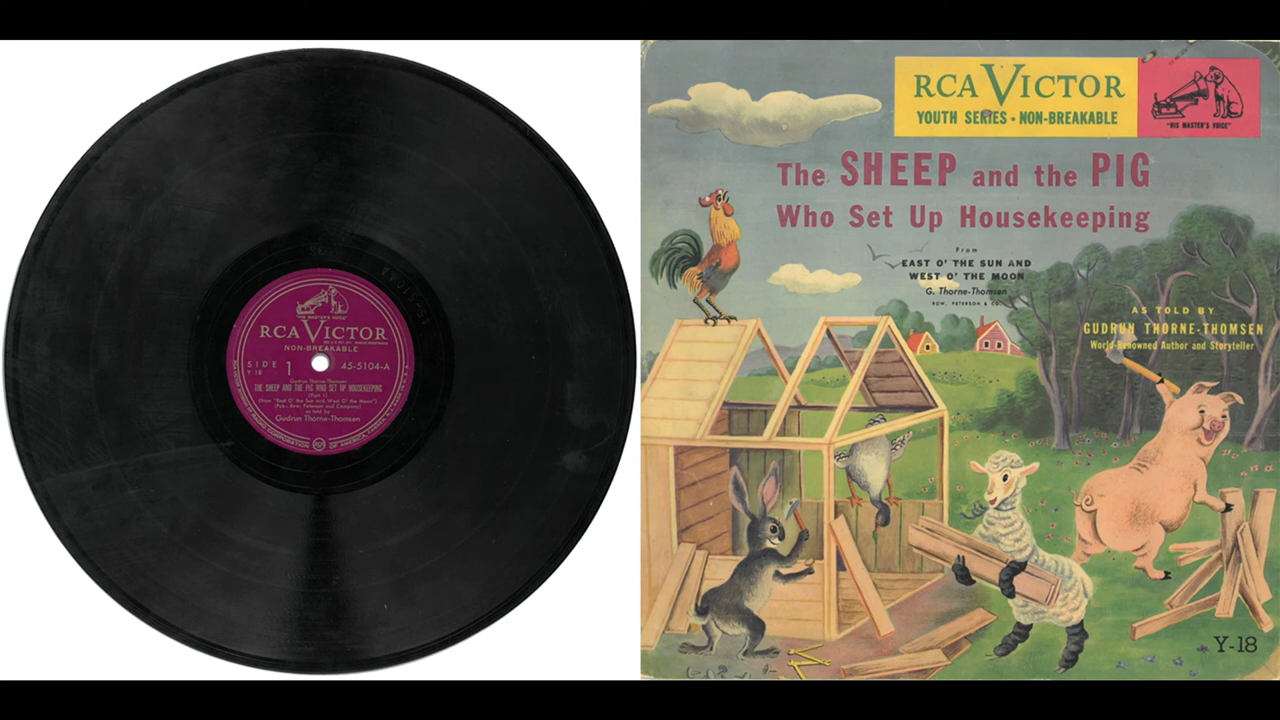 "HIS MASTER'S VOICE"
RCA VICTOR
NON-BREAKABLE
SIDE 1
Y 18
45-5104-A
Gudrun Thorne-Thomsen
THE SHEEP AND THE PIG WHO SET UP HOUSEKEEPING
(Part 1)
(from "East O' the Sun and West O' the Moon")
(Pub., Row, Peterson and Company)
as told by
Gudrun Thorne-Thomsen
RCA VICTOR
YOUTH SERIES • NON-BREAKABLE
"HIS MASTER'S VOICE"
The SHEEP and the PIG
Who Set Up Housekeeping
From
EAST O' THE SUN AND
WEST O' THE MOON
G. Thorne-Thomsen
ROW, PETERSON & CO.
AS TOLD BY
GUDRUN THORNE-THOMSEN
World-Renowned Author and Storyteller
Y-18